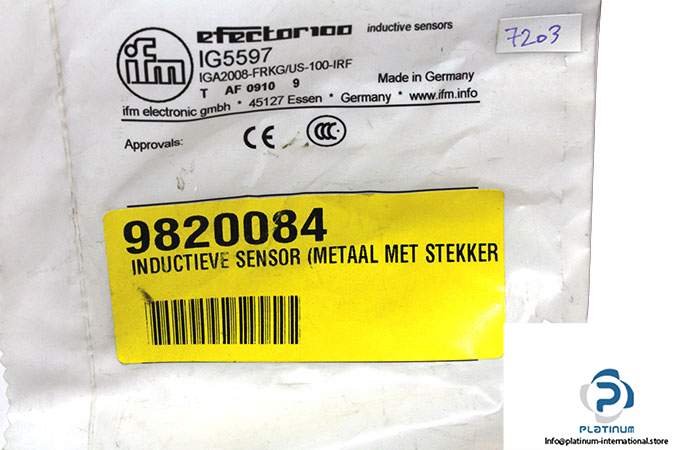 ifm
efector100 inductive sensors
7203
IG5597
IGA2008-FRKG/US-100-IRF
T AF 0910 9
Made in Germany
ifm electronic gmbh * 45127 Essen * Germany * www.ifm.info
Approvals: CE CCC
9820084
INDUCTIEVE SENSOR (METAAL MET STEKKER
PLATINUM
Info@platinum-international.store